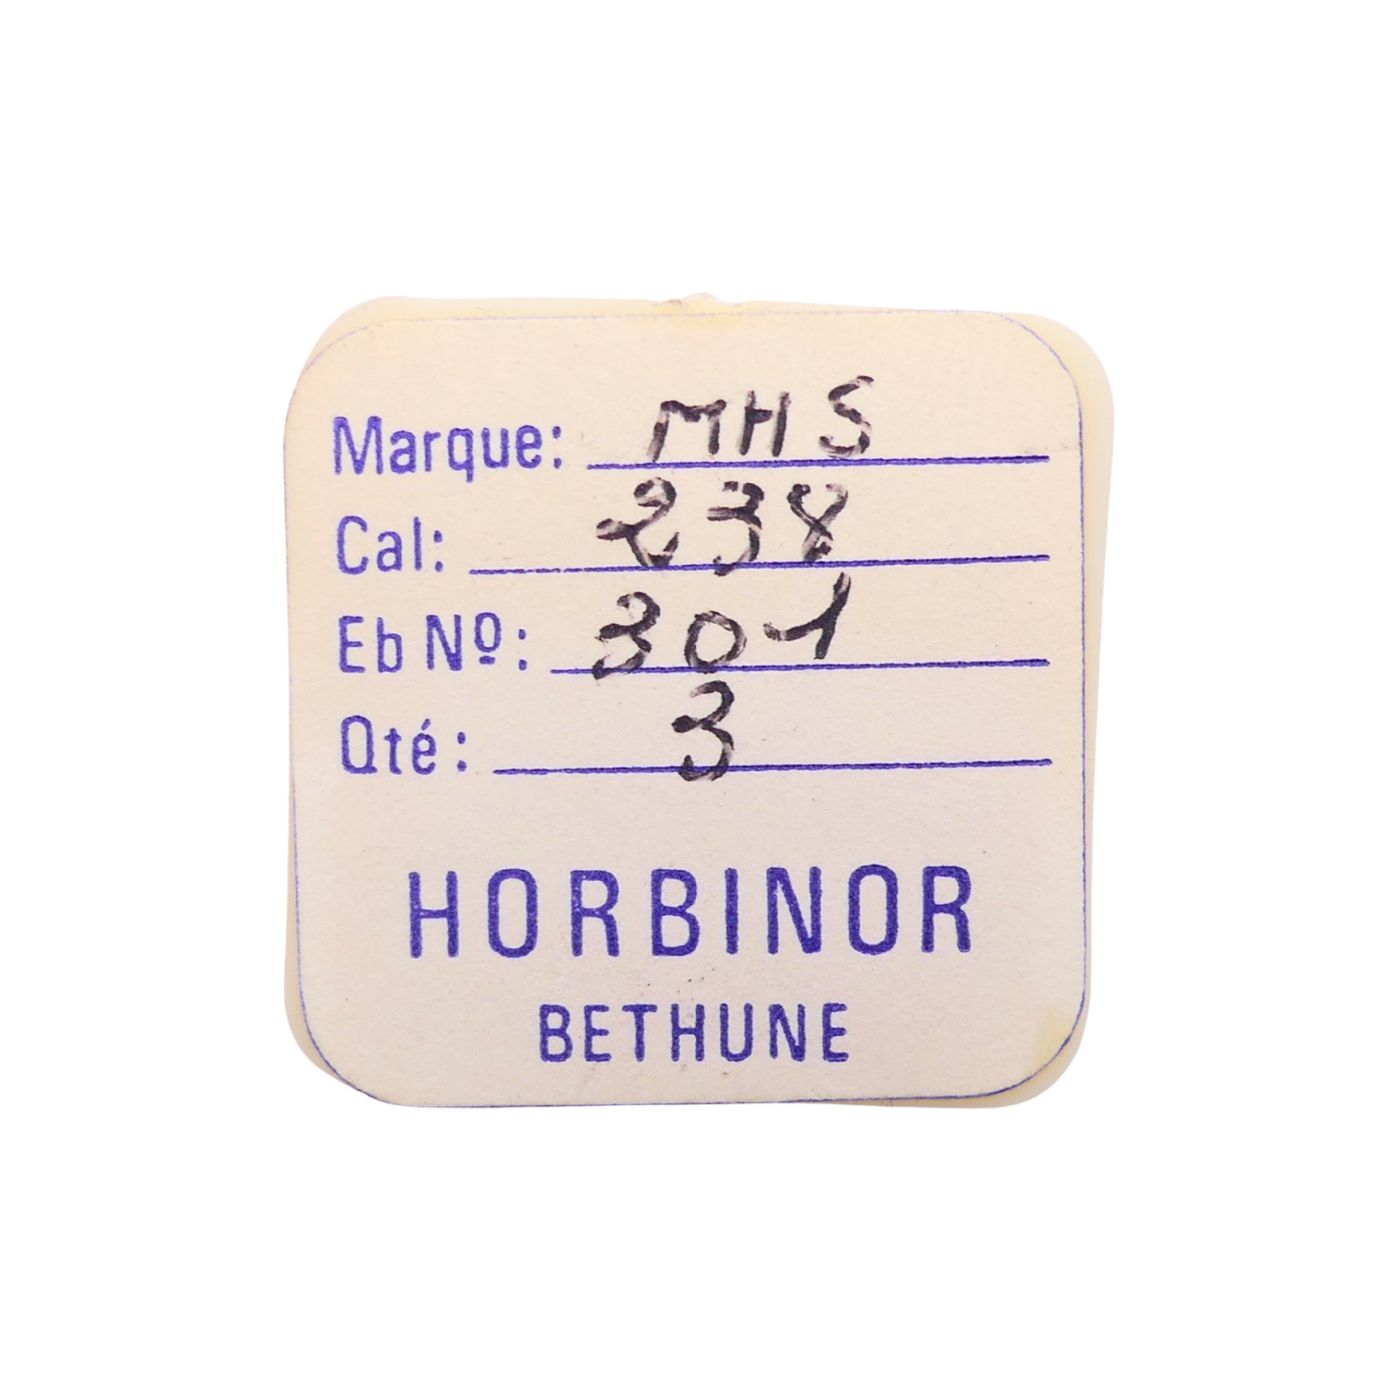 Marque: MHS
Cal: 238
Eb Nº: 301
Qté: 3
HORBINOR
BETHUNE